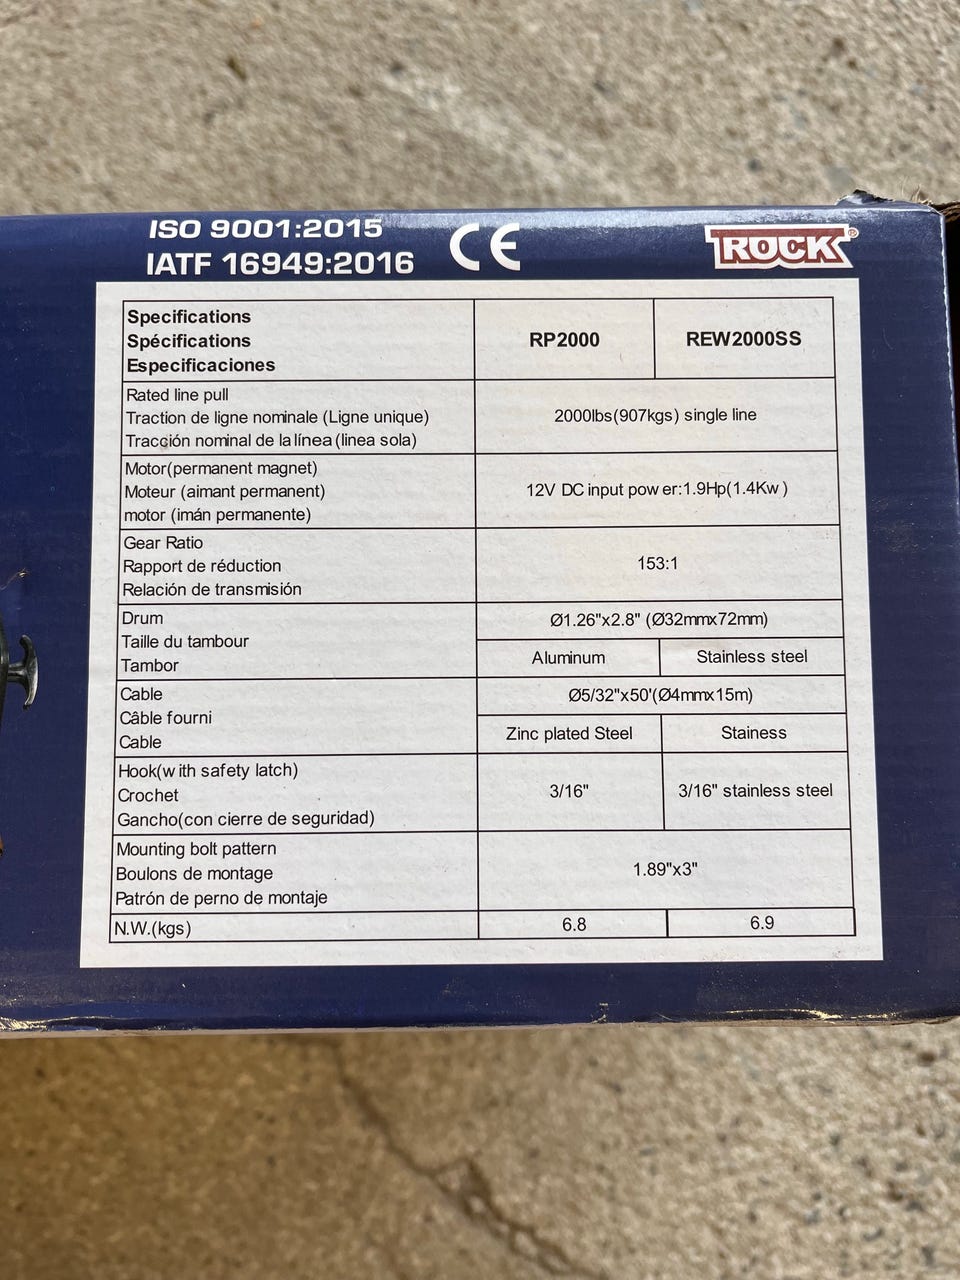 ISO 9001:2015
IATF 16949:2016
CE
ROCK®
Specifications
Spécifications
Especificaciones
RP2000
REW2000SS
Rated line pull
Traction de ligne nominale (Ligne unique)
Tracción nominal de la línea (linea sola)
2000lbs(907kgs) single line
Motor(permanent magnet)
Moteur (aimant permanent)
motor (imán permanente)
12V DC input pow er:1.9Hp(1.4Kw )
Gear Ratio
Rapport de réduction
Relación de transmisión
153:1
Drum
Taille du tambour
Tambor
Ø1.26"x2.8" (Ø32mmx72mm)
Aluminum
Stainless steel
Cable
Câble fourni
Cable
Ø5/32"x50'(Ø4mmx15m)
Zinc plated Steel
Stainess
Hook(w ith safety latch)
Crochet
Gancho(con cierre de seguridad)
3/16"
3/16" stainless steel
Mounting bolt pattern
Boulons de montage
Patrón de perno de montaje
1.89"x3"
N.W.(kgs)
6.8
6.9